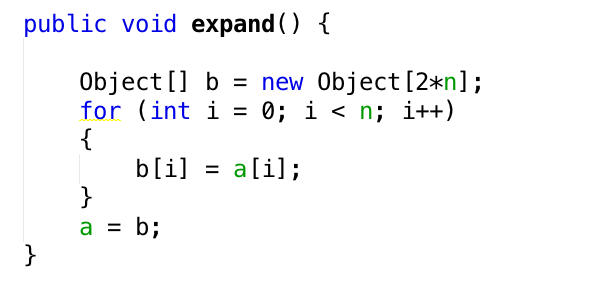 public void expand() {
Object[] b = new Object[2*n];
for (int i = 0; i < n; i++)
{
b[i] = a[i];
}
a = b;
}